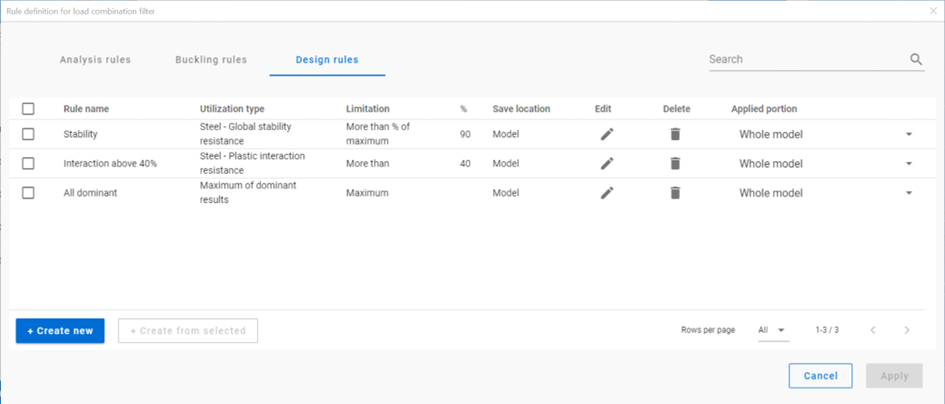 Rule definition for load combination filter
Analysis rules Buckling rules Design rules Search
Rule name Utilization type Limitation % Save location Edit Delete Applied portion
Stability Steel - Global stability resistance More than % of maximum 90 Model Whole model
Interaction above 40% Steel - Plastic interaction resistance More than 40 Model Whole model
All dominant Maximum of dominant results Maximum Model Whole model
+ Create new + Create from selected Rows per page All 1-3 / 3
Cancel Apply